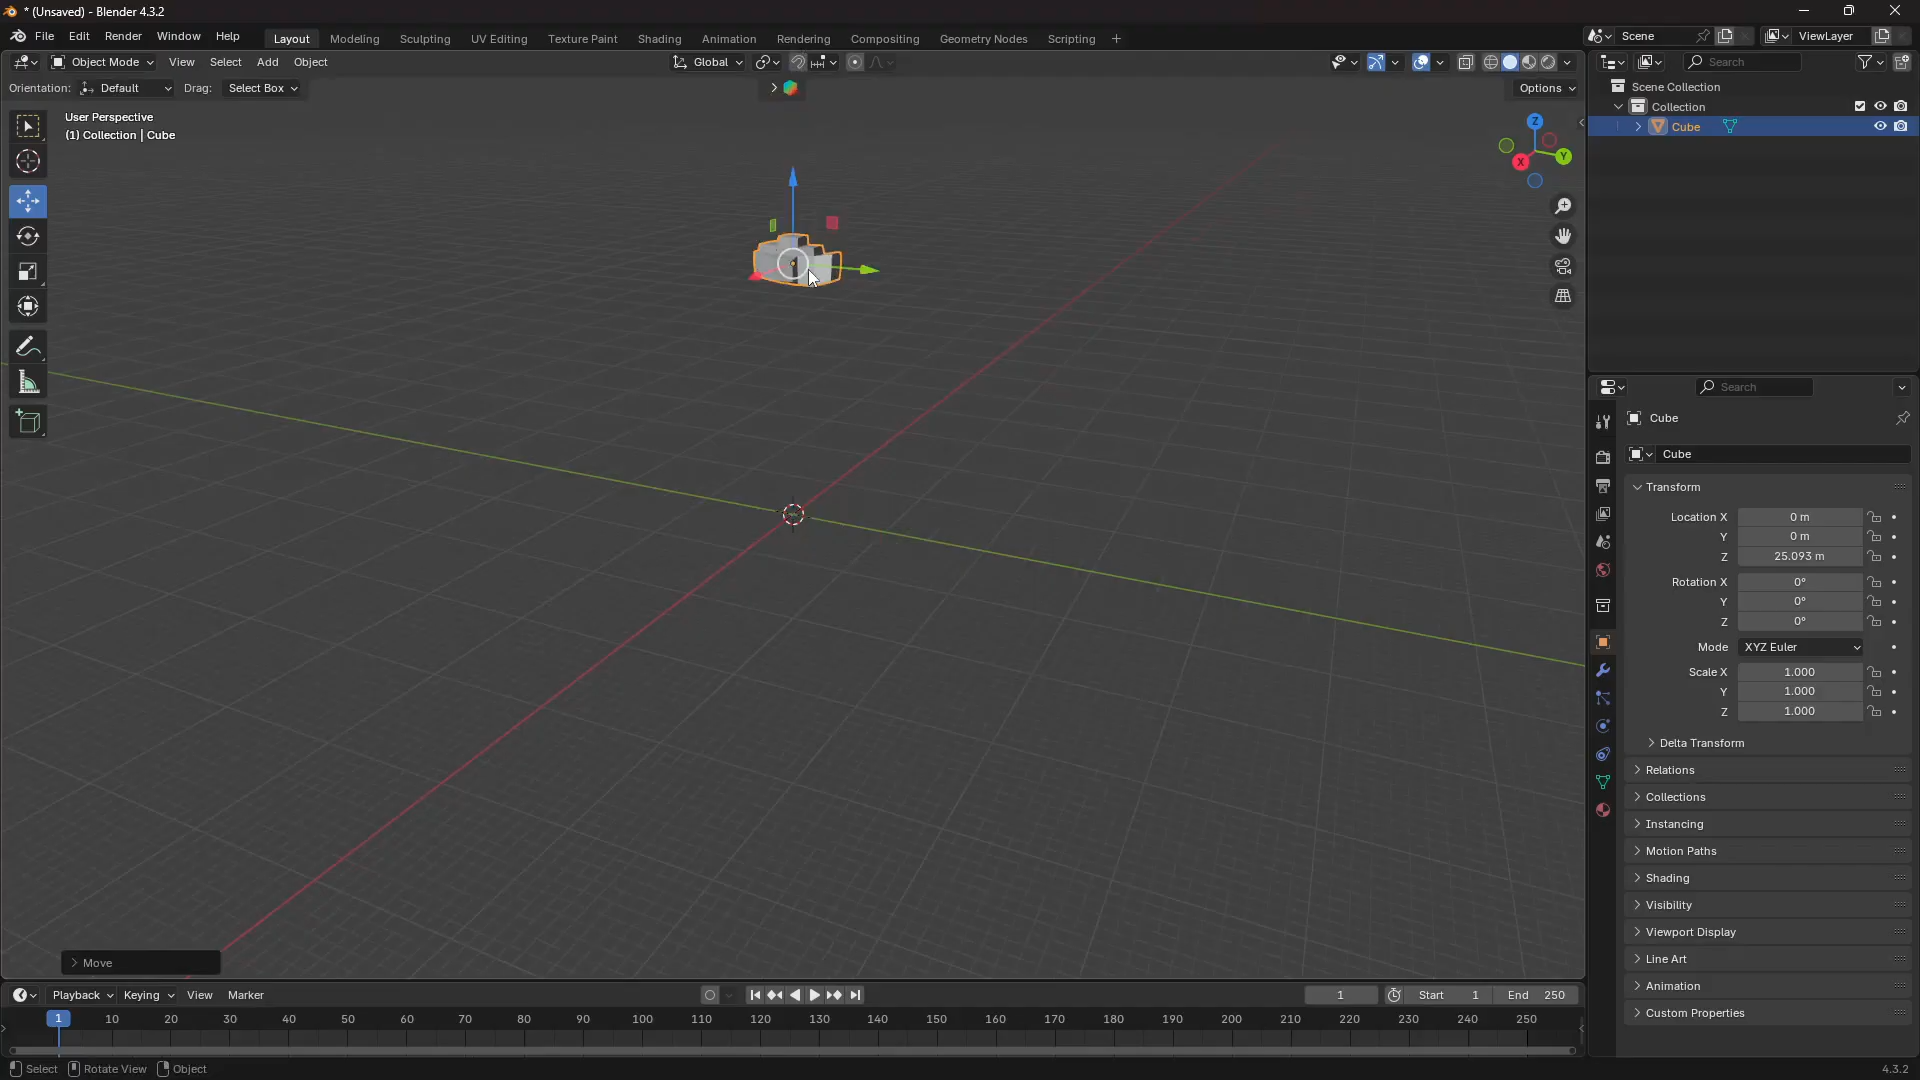 * (Unsaved) - Blender 4.3.2
File Edit Render Window Help Layout Modeling Sculpting UV Editing Texture Paint Shading Animation Rendering Compositing Geometry Nodes Scripting + Scene ViewLayer
Object Mode View Select Add Object Global Search
Orientation: Default Drag: Select Box Options
Scene Collection
Collection
Cube
User Perspective
(1) Collection | Cube
Z
Y
X
Search
Cube
Cube
Transform
Location X 0 m
Y 0 m
Z 25.093 m
Rotation X 0°
Y 0°
Z 0°
Mode XYZ Euler
Scale X 1.000
Y 1.000
Z 1.000
Delta Transform
Relations
Collections
Instancing
Motion Paths
Shading
Visibility
Viewport Display
Line Art
Animation
Custom Properties
Move
Playback Keying View Marker 1 Start 1 End 250
1 10 20 30 40 50 60 70 80 90 100 110 120 130 140 150 160 170 180 190 200 210 220 230 240 250
Select Rotate View Object 4.3.2